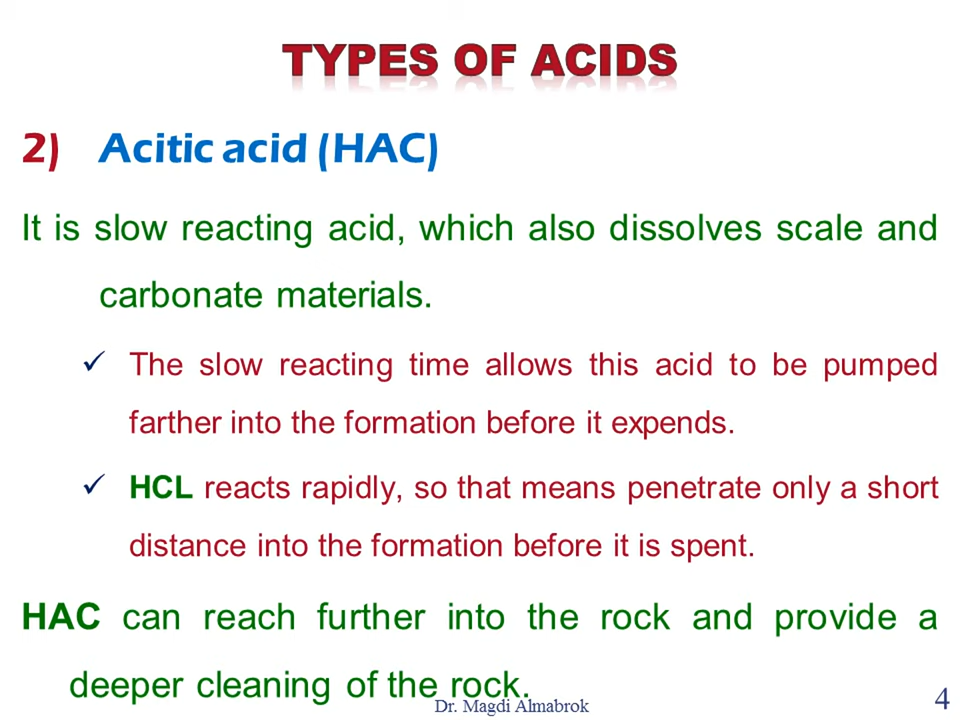 TYPES OF ACIDS
2) Acitic acid (HAC)
It is slow reacting acid, which also dissolves scale and
carbonate materials.
✓ The slow reacting time allows this acid to be pumped
farther into the formation before it expends.
✓ HCL reacts rapidly, so that means penetrate only a short
distance into the formation before it is spent.
HAC can reach further into the rock and provide a
deeper cleaning of the rock.
Dr. Magdi Almabrok
4